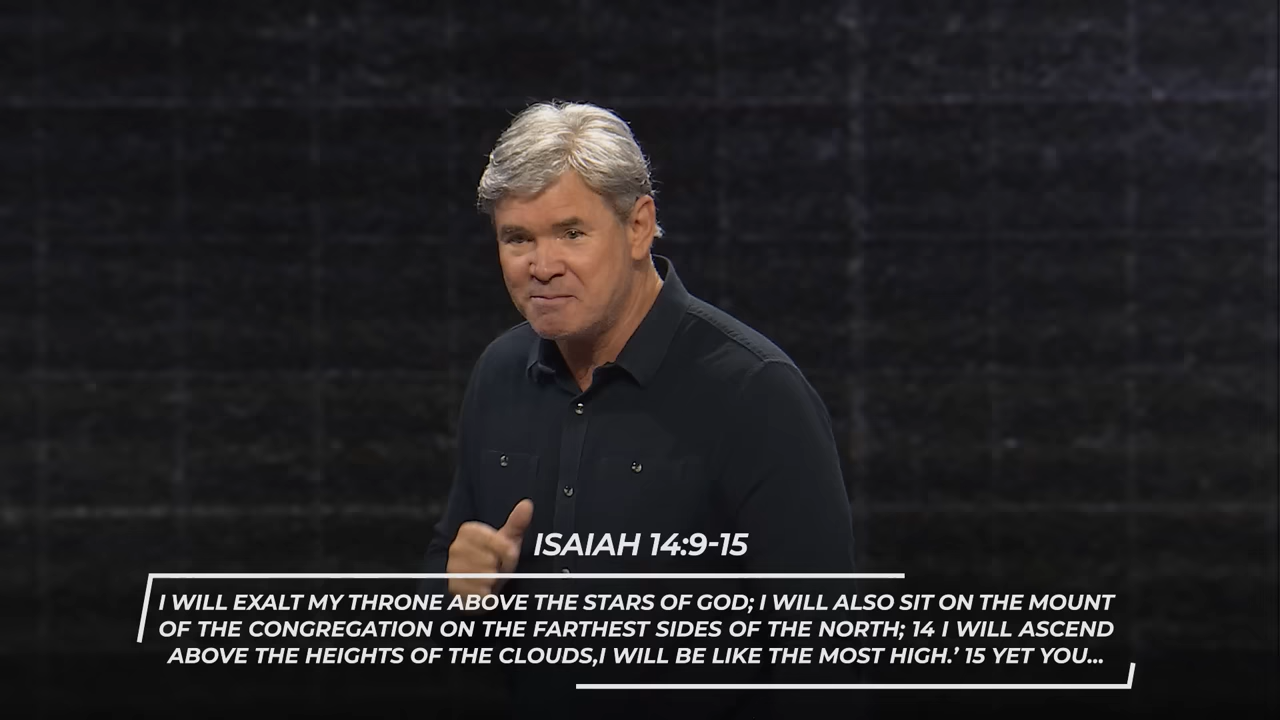 ISAIAH 14:9-15
I WILL EXALT MY THRONE ABOVE THE STARS OF GOD; I WILL ALSO SIT ON THE MOUNT
OF THE CONGREGATION ON THE FARTHEST SIDES OF THE NORTH; 14 I WILL ASCEND
ABOVE THE HEIGHTS OF THE CLOUDS,I WILL BE LIKE THE MOST HIGH.’ 15 YET YOU...